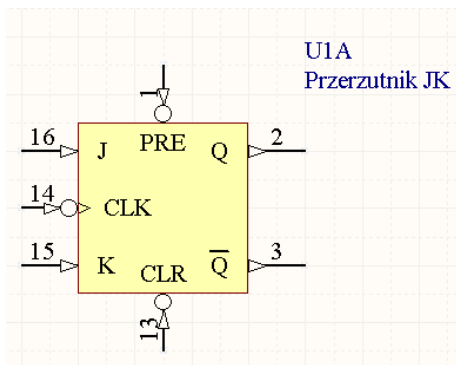 U1A
Przerzutnik JK
1
16 J PRE Q 2
14 CLK
15 K CLR Q̅ 3
13